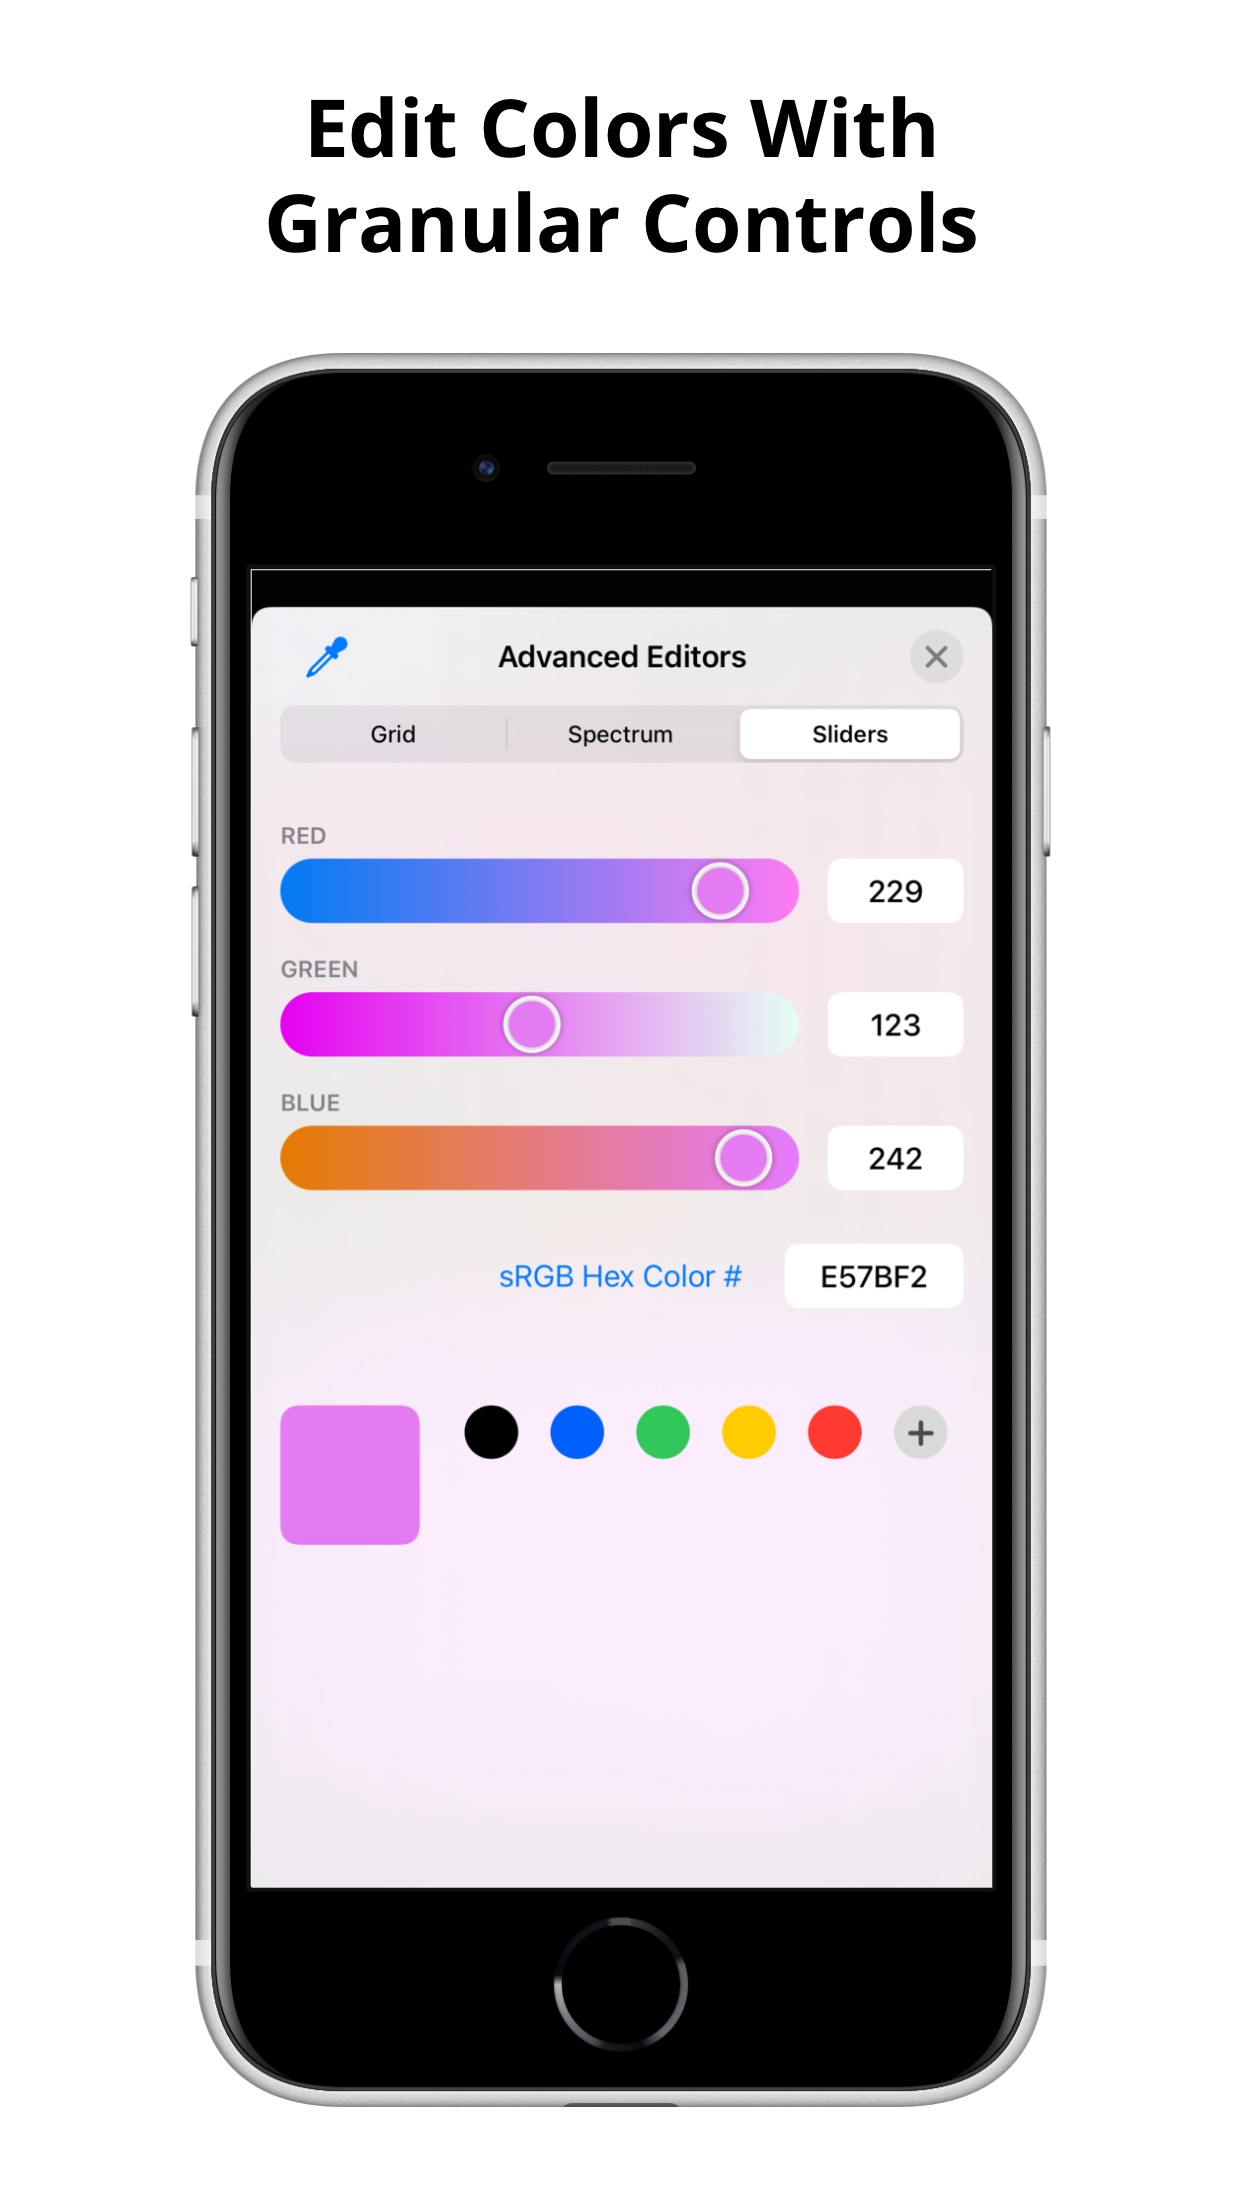 Edit Colors With
Granular Controls
Advanced Editors
Grid Spectrum Sliders
RED
229
GREEN
123
BLUE
242
sRGB Hex Color # E57BF2